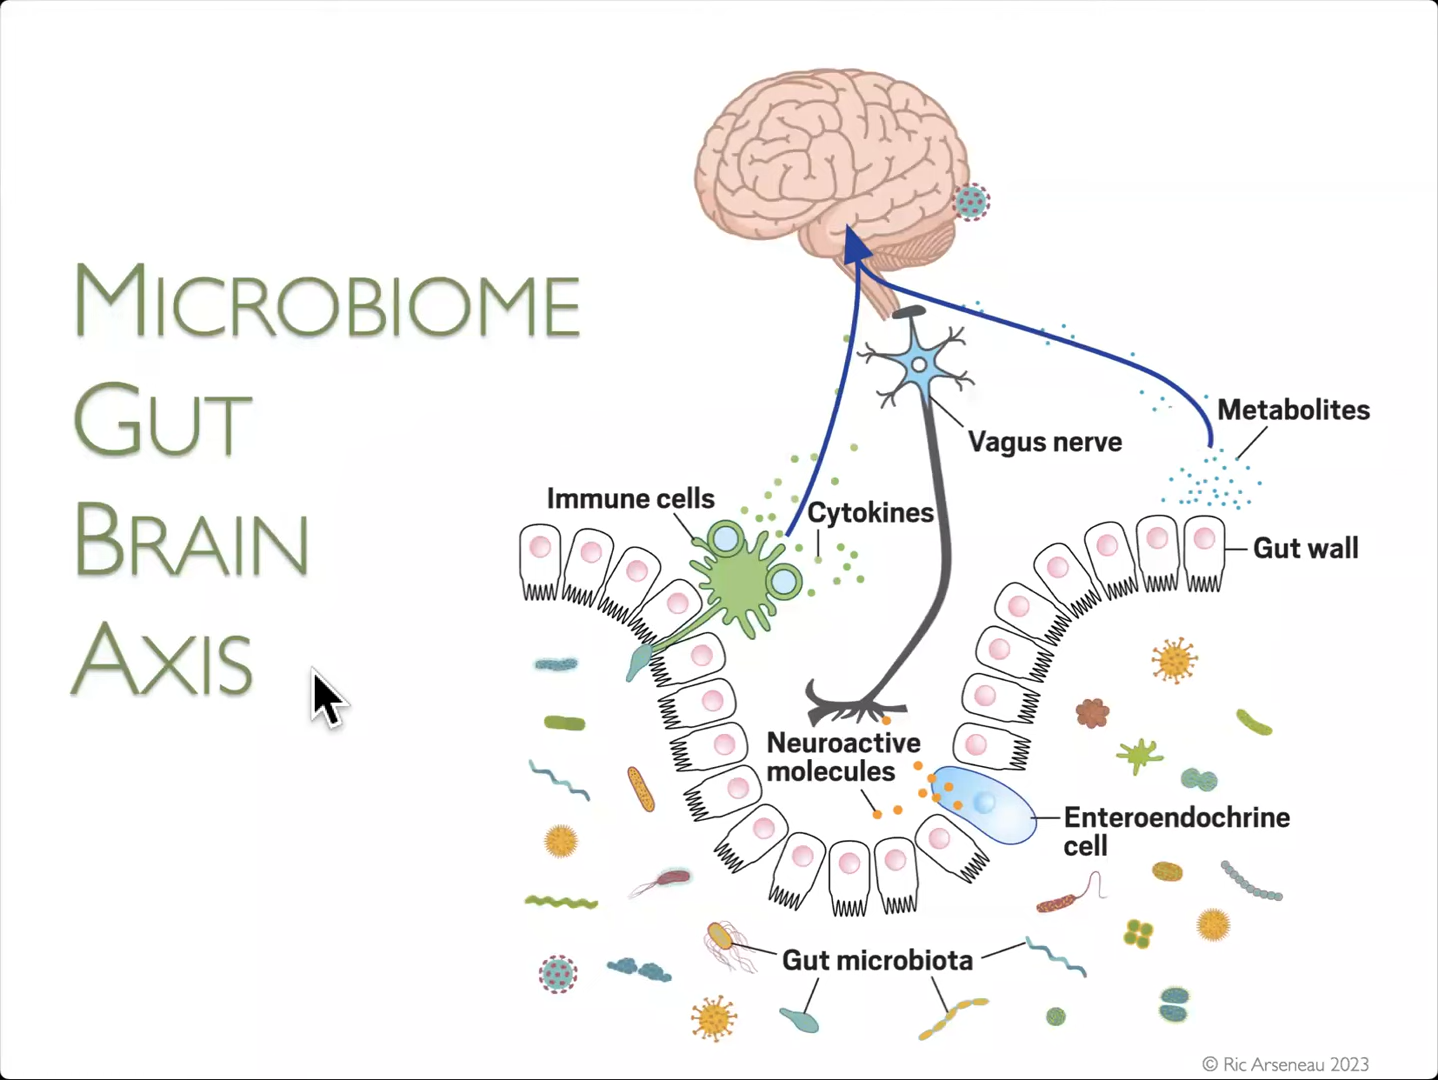 MICROBIOME
GUT
BRAIN
AXIS
Metabolites
Vagus nerve
Immune cells
Cytokines
Gut wall
Neuroactive
molecules
Enteroendocrine
cell
Gut microbiota
© Ric Arseneau 2023